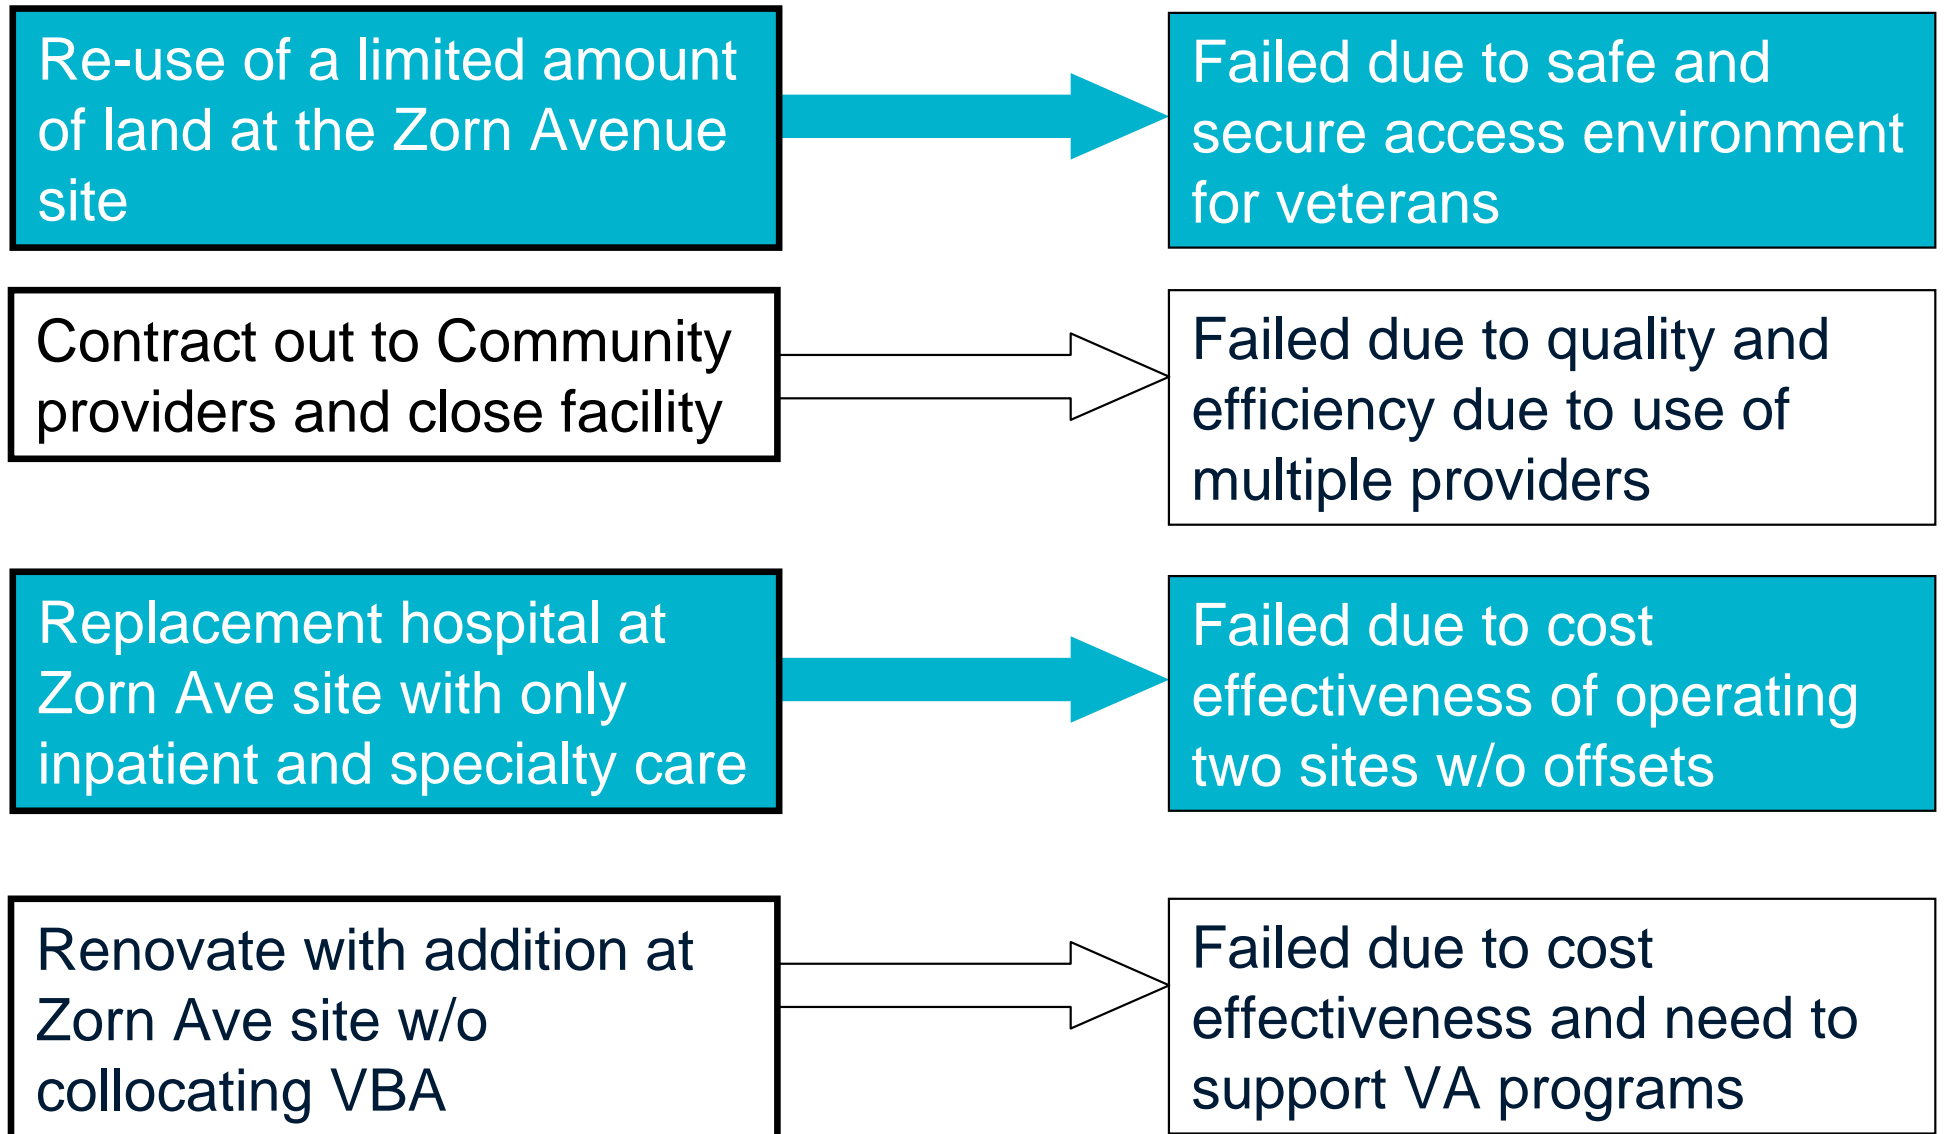 Re-use of a limited amount
of land at the Zorn Avenue
site
Failed due to safe and
secure access environment
for veterans
Contract out to Community
providers and close facility
Failed due to quality and
efficiency due to use of
multiple providers
Replacement hospital at
Zorn Ave site with only
inpatient and specialty care
Failed due to cost
effectiveness of operating
two sites w/o offsets
Renovate with addition at
Zorn Ave site w/o
collocating VBA
Failed due to cost
effectiveness and need to
support VA programs